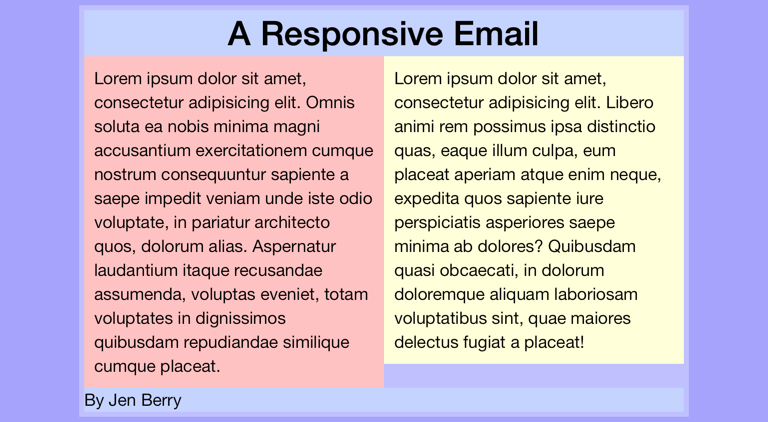 A Responsive Email
Lorem ipsum dolor sit amet,
consectetur adipisicing elit. Omnis
soluta ea nobis minima magni
accusantium exercitationem cumque
nostrum consequuntur sapiente a
saepe impedit veniam unde iste odio
voluptate, in pariatur architecto
quos, dolorum alias. Aspernatur
laudantium itaque recusandae
assumenda, voluptas eveniet, totam
voluptates in dignissimos
quibusdam repudiandae similique
cumque placeat.
Lorem ipsum dolor sit amet,
consectetur adipisicing elit. Libero
animi rem possimus ipsa distinctio
quas, eaque illum culpa, eum
placeat aperiam atque enim neque,
expedita quos sapiente iure
perspiciatis asperiores saepe
minima ab dolores? Quibusdam
quasi obcaecati, in dolorum
doloremque aliquam laboriosam
voluptatibus sint, quae maiores
delectus fugiat a placeat!
By Jen Berry